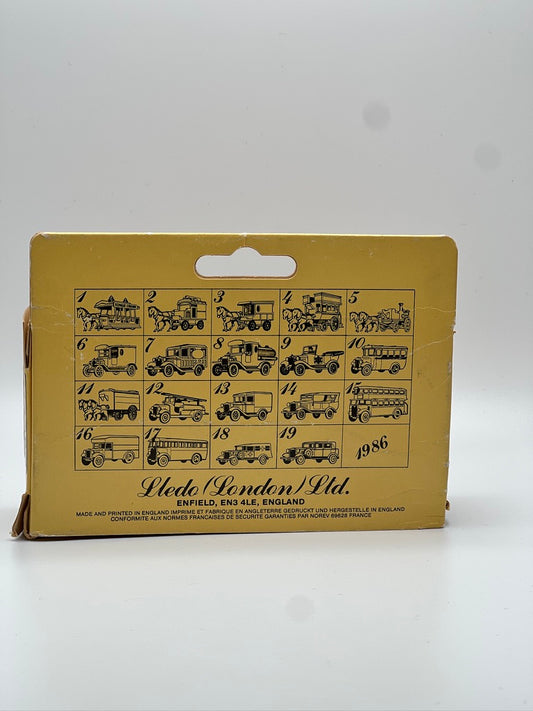 1 2 3 4 5
6 7 8 9 10
11 12 13 14 15
16 17 18 19 1986
Lledo (London) Ltd.
ENFIELD, EN3 4LE, ENGLAND
MADE AND PRINTED IN ENGLAND IMPRIME ET FABRIQUE EN ANGLETERRE GEDRUCKT UND HERGESTELLE IN ENGLAND
CONFORMITE AUX NORMES FRANCAISES DE SECURITE GARANTIES PAR NOREV 69628 FRANCE